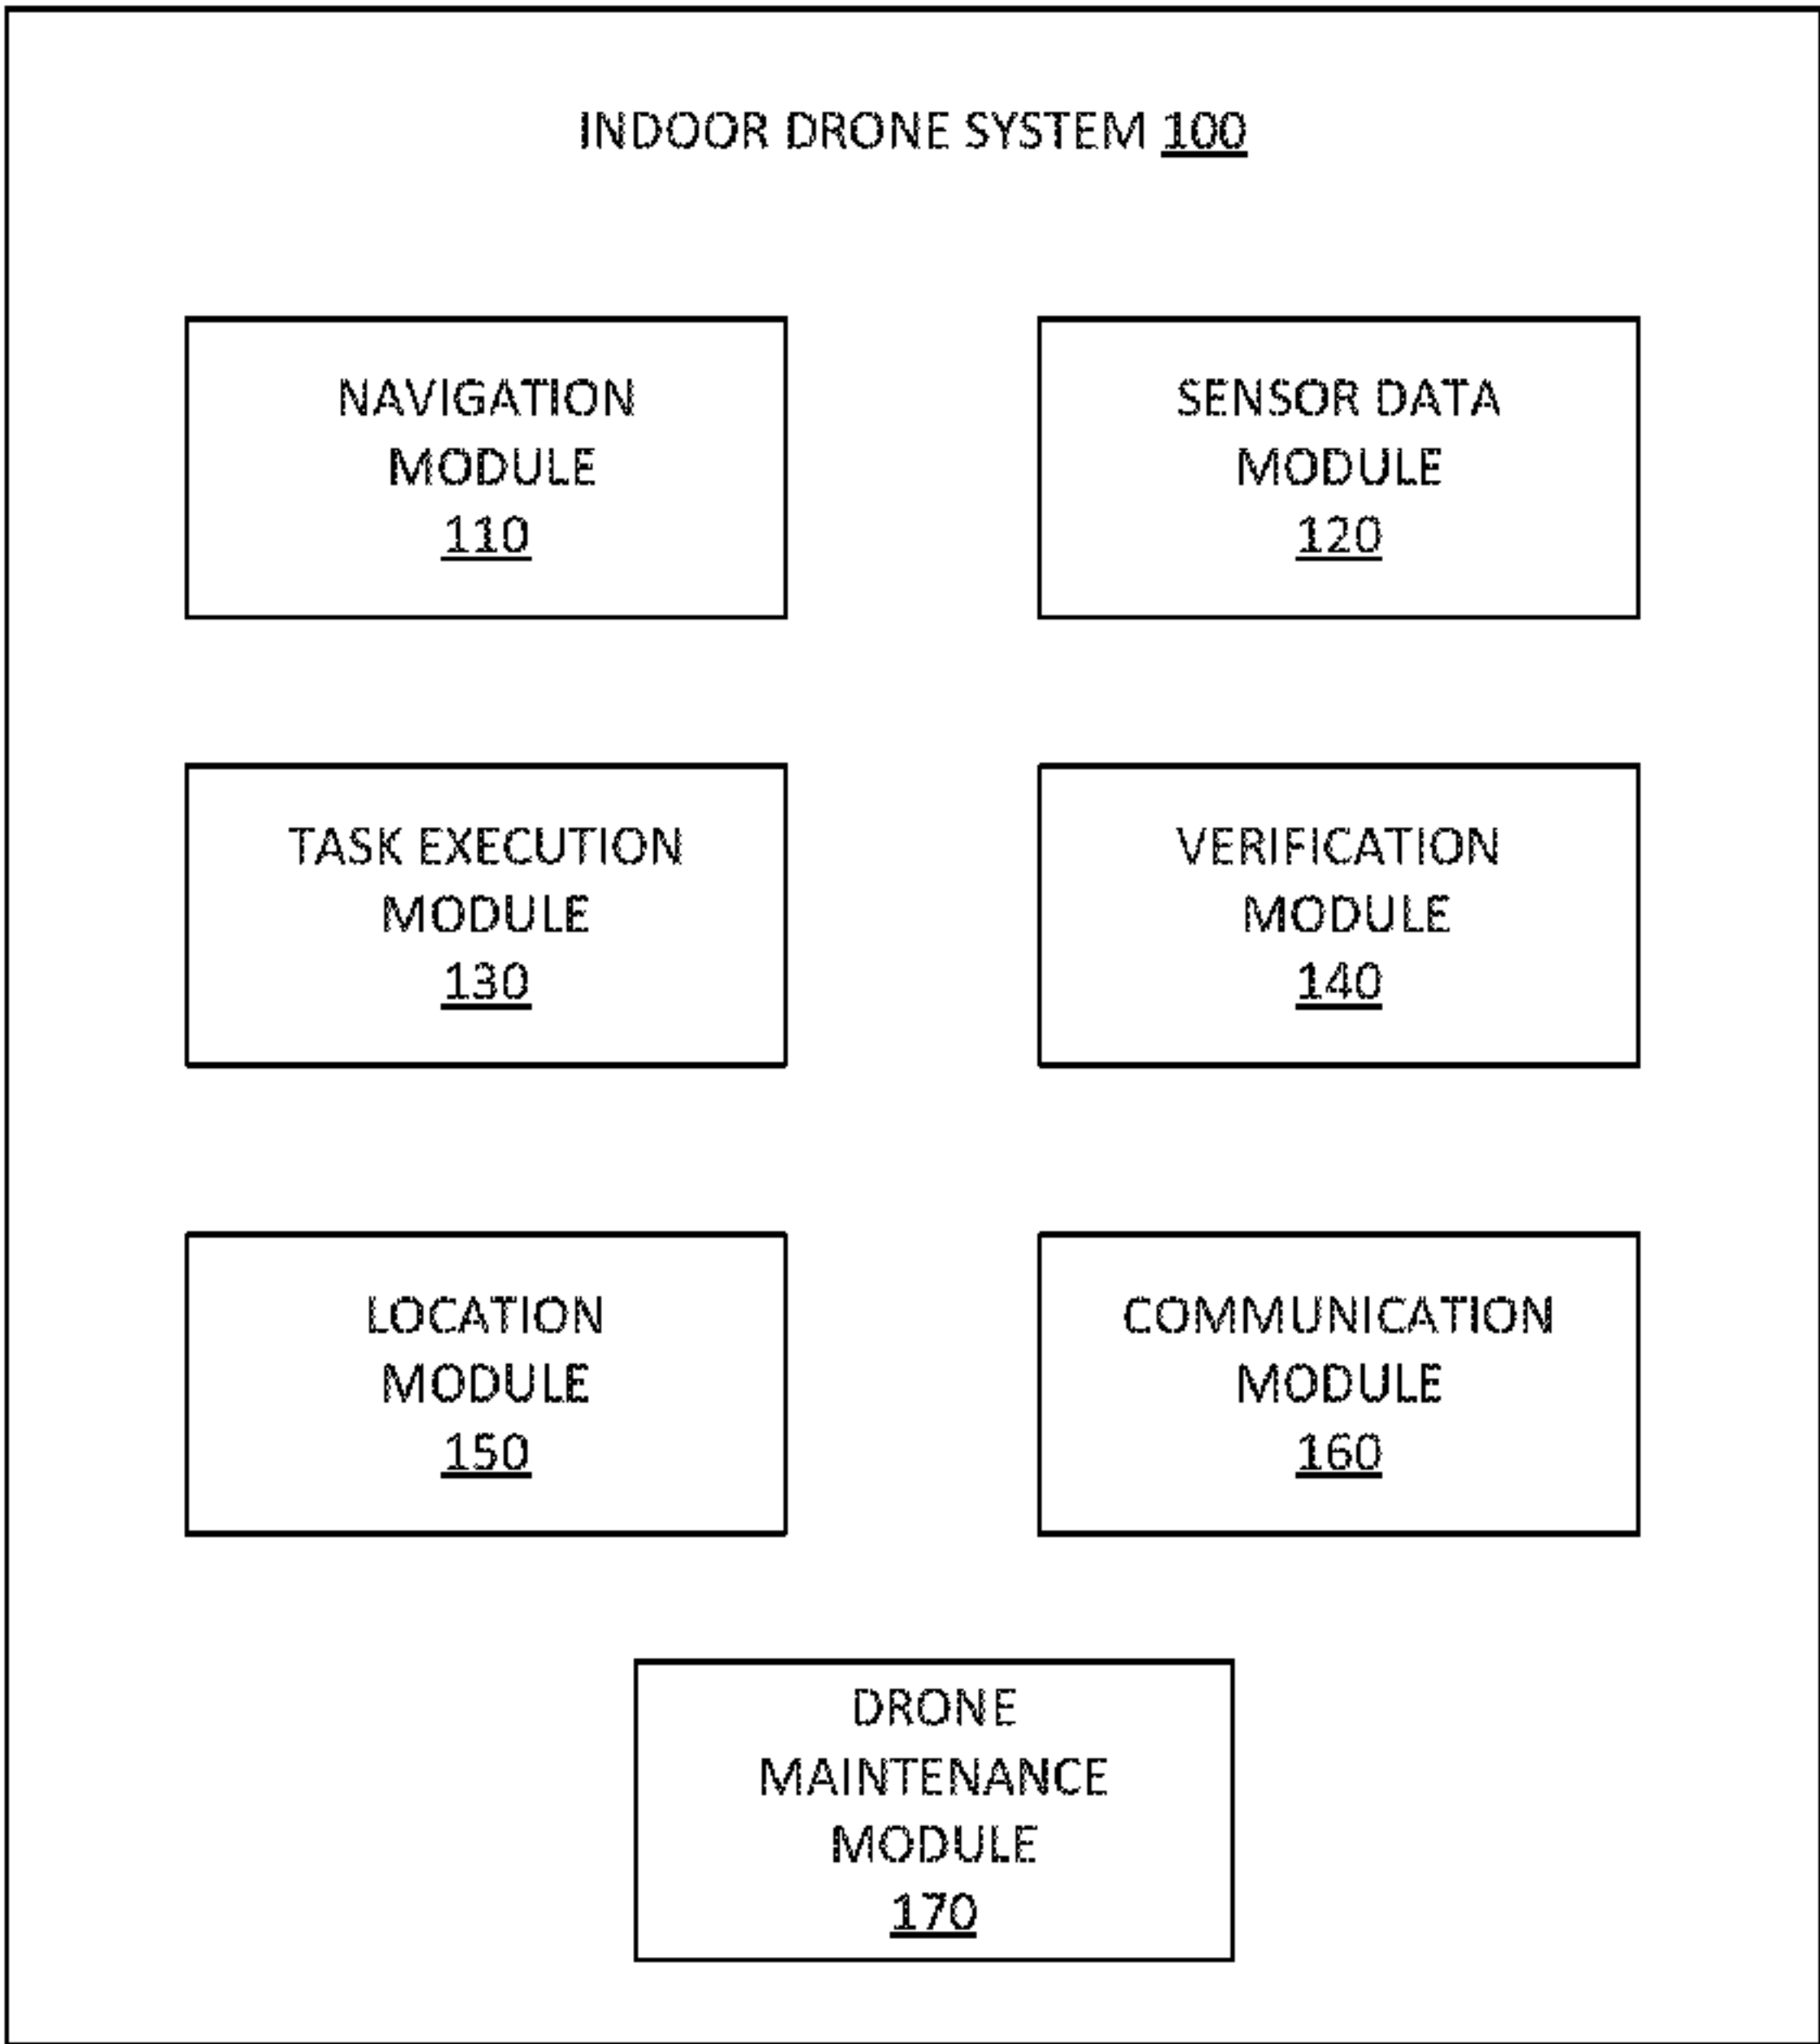 INDOOR DRONE SYSTEM 100
NAVIGATION
MODULE
110
SENSOR DATA
MODULE
120
TASK EXECUTION
MODULE
130
VERIFICATION
MODULE
140
LOCATION
MODULE
150
COMMUNICATION
MODULE
160
DRONE
MAINTENANCE
MODULE
170